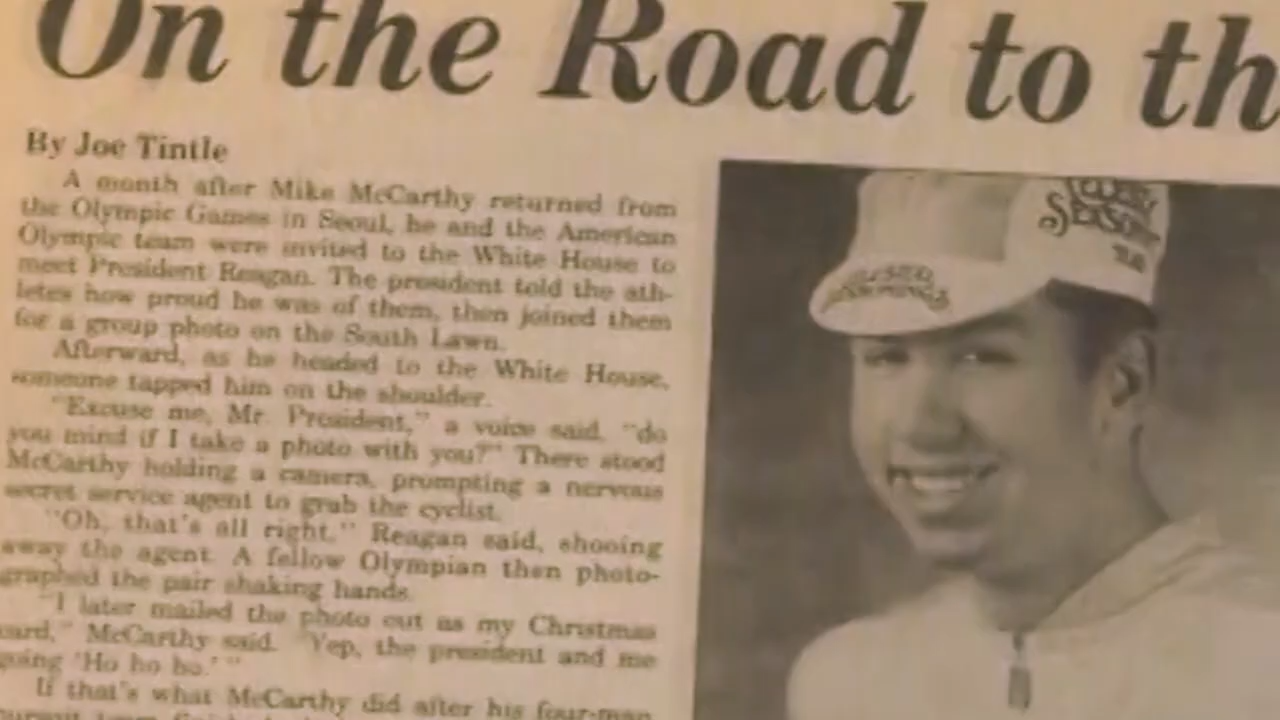 On the Road to th
By Joe Tintle
A month after Mike McCarthy returned from
the Olympic Games in Seoul, he and the American
Olympic team were invited to the White House to
meet President Reagan. The president told the ath-
letes how proud he was of them, then joined them
for a group photo on the South Lawn.
Afterward, as he headed to the White House,
someone tapped him on the shoulder.
"Excuse me, Mr. President," a voice said, "do
you mind if I take a photo with you?" There stood
McCarthy holding a camera, prompting a nervous
secret service agent to grab the cyclist.
"Oh, that's all right," Reagan said, shooing
away the agent. A fellow Olympian then photo-
graphed the pair shaking hands.
"I later mailed the photo out as my Christmas
card," McCarthy said. "Yep, the president and me
going 'Ho ho ho.' "
If that's what McCarthy did after his four-man
SEASON